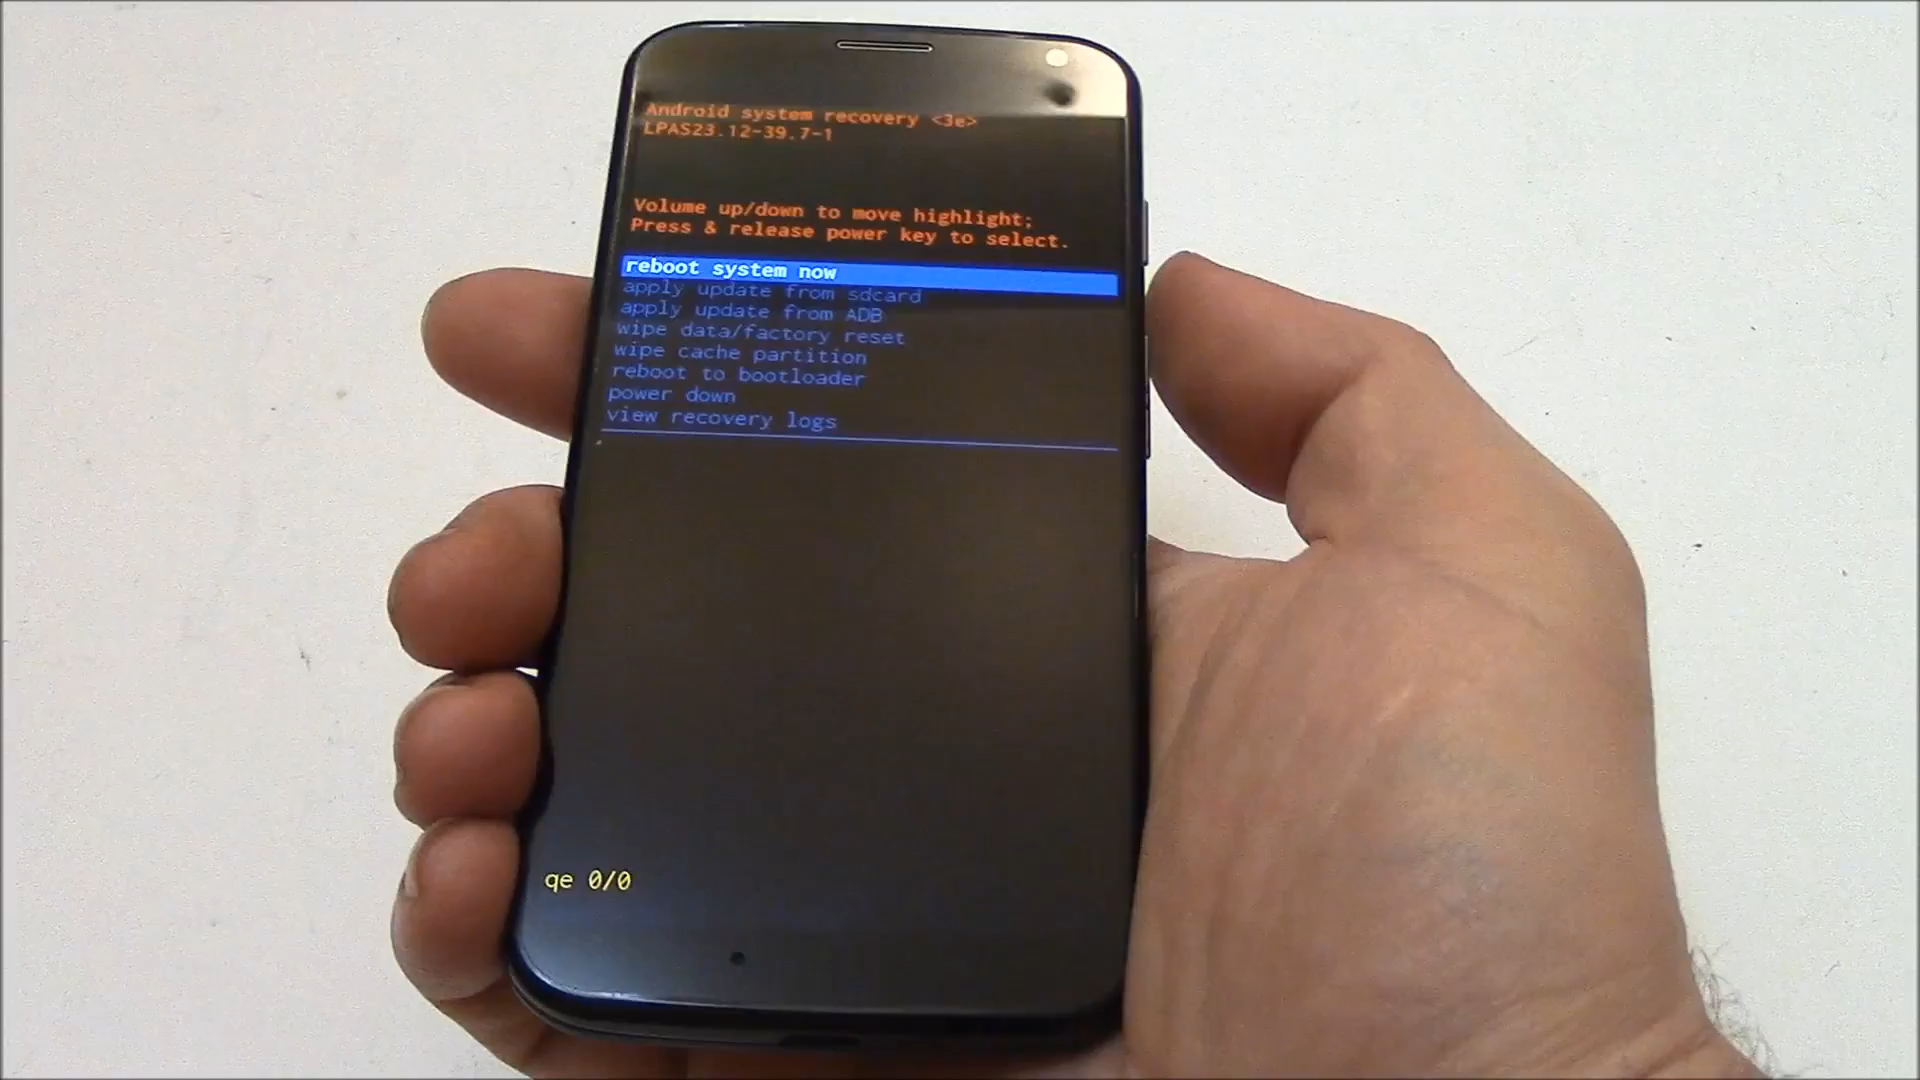 Android system recovery <3e>
LPAS23.12-39.7-1
Volume up/down to move highlight;
Press & release power key to select.
reboot system now
apply update from sdcard
apply update from ADB
wipe data/factory reset
wipe cache partition
reboot to bootloader
power down
view recovery logs
qe 0/0